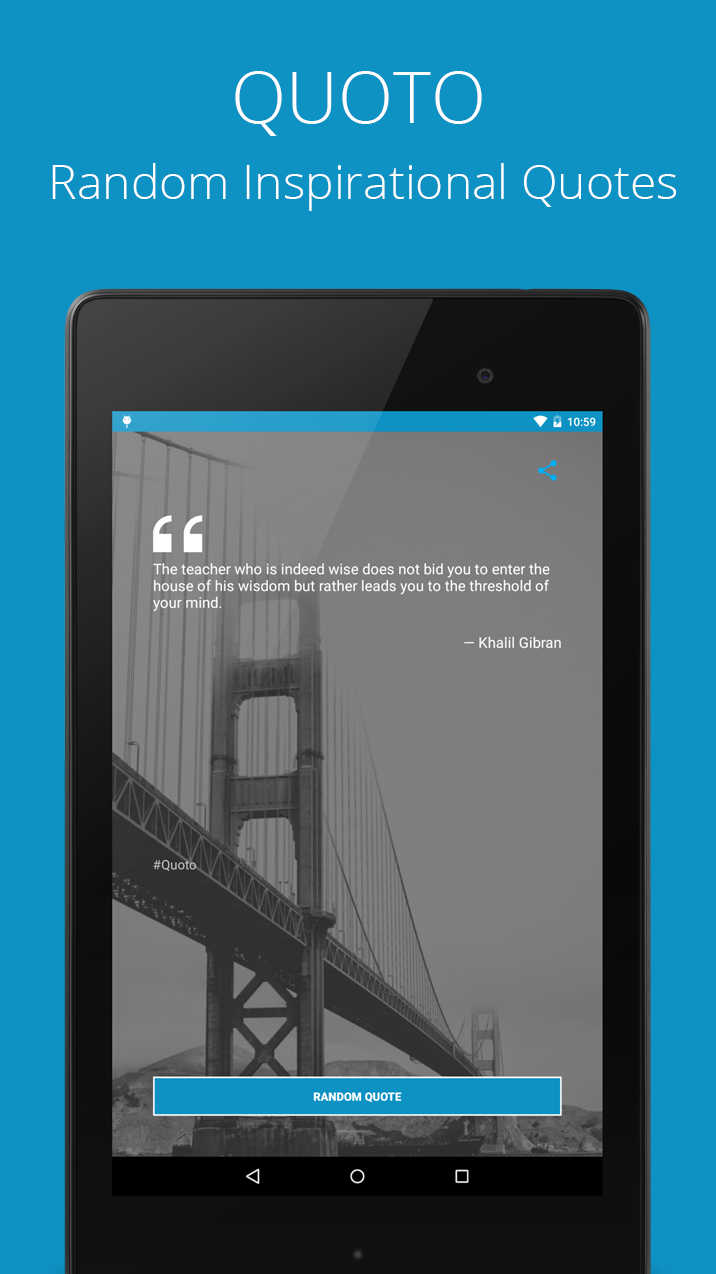 QUOTO
Random Inspirational Quotes
10:59
The teacher who is indeed wise does not bid you to enter the
house of his wisdom but rather leads you to the threshold of
your mind.
— Khalil Gibran
#Quoto
RANDOM QUOTE